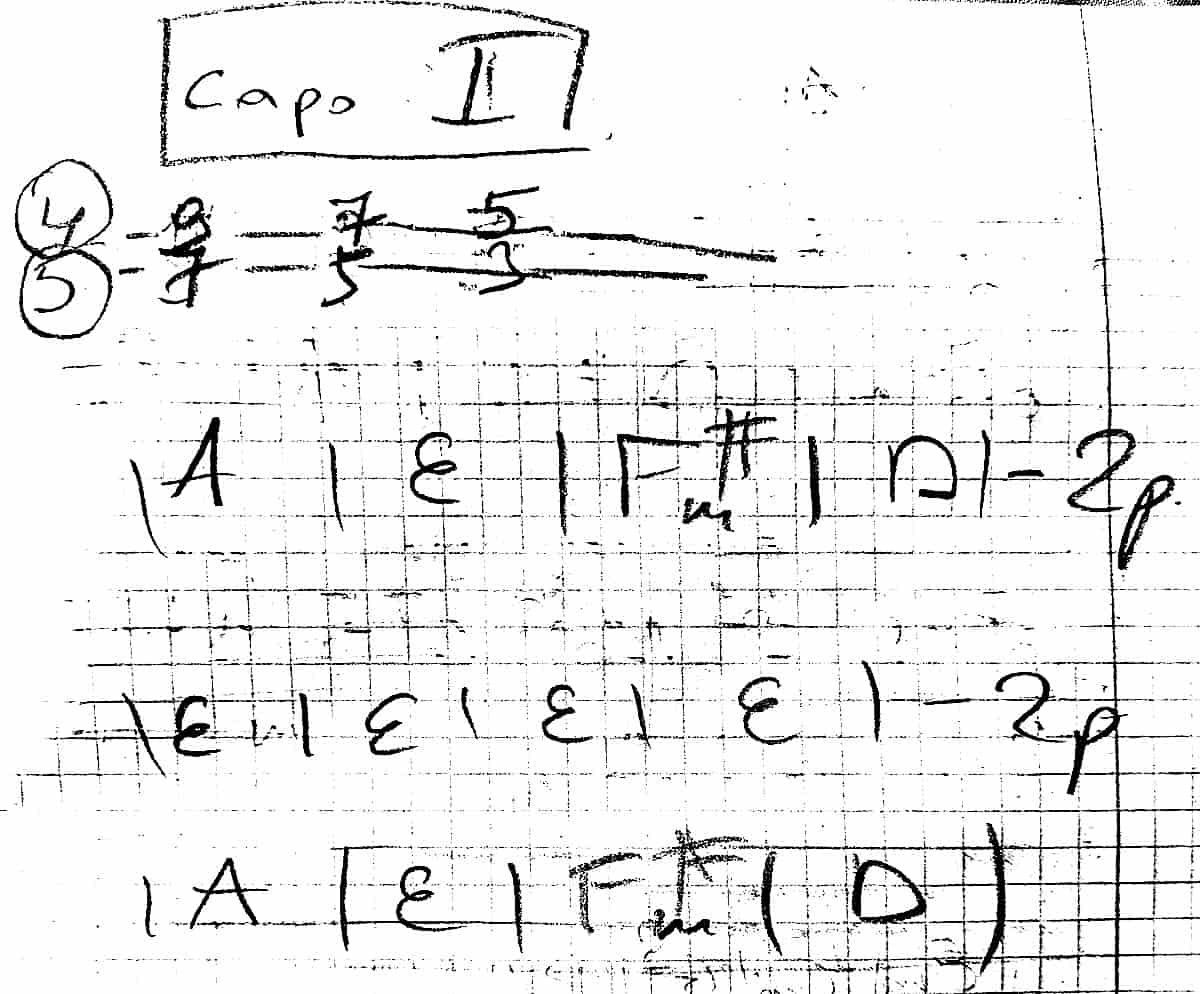 Capo II
4 - 9 7 5
5 - 7 5 3
| A | E | F#m | D | - 2p.
| E | E | E | E | - 2p
| A | E | F#m | D |